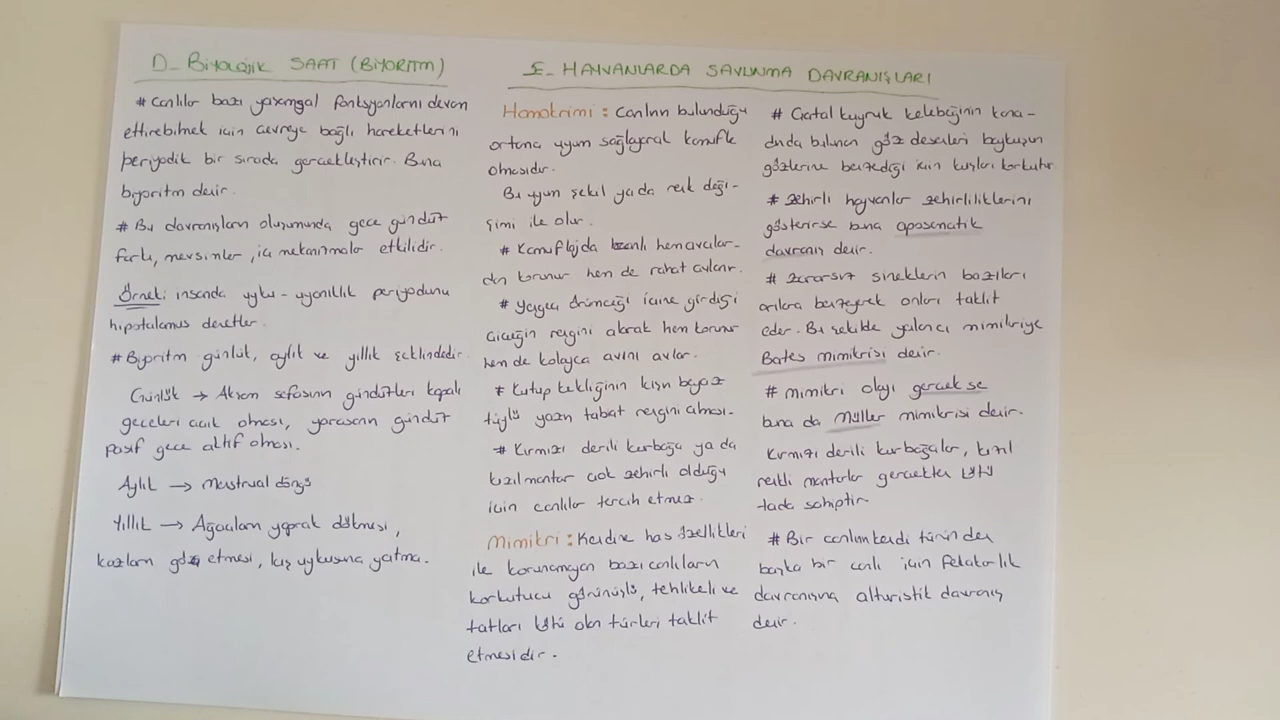 D- BİYOLOJİK SAAT (BİYORİTM)
# Canlılar bazı yaşamsal fonksiyonlarını devam
ettirebilmek için çevreye bağlı hareketlerini
periyodik bir sırada gerçekleştirir. Buna
biyoritm denir.
# Bu davranışların oluşumunda gece gündüz
farkı, mevsimler, iç mekanizmalar etkilidir.
Örnek: insanda uyku-uyanıklık periyodunu
hipotalamus denetler.
# Biyoritm günlük, aylık ve yıllık şeklindedir.
Günlük → Akşam sefasının gündüzleri kapalı
geceleri açık olması, yarasanın gündüz
pasif gece aktif olması.
Aylık → Menstrual döngü
Yıllık → Ağaçların yaprak dökmesi,
kazların göç etmesi, kış uykusuna yatma.
E- HAYVANLARDA SAVUNMA DAVRANIŞLARI
Homokrimi: Canlının bulunduğu
ortama uyum sağlayarak kamufle
olmasıdır.
Bu uyum şekil ya da renk deği-
şimi ile olur.
# Kamuflajda canlı hem avcılar-
dan korunur hem de rahat avlanır.
# Yengeç örümceği içine girdiği
çiçeğin rengini alarak hem korunur
hem de kolayca avını avlar.
# Kutup kekliğinin kışın beyaz
tüylü yazın tabiat rengini alması.
# Kırmızı derili kurbağa ya da
kızıl mantar çok zehirli olduğu
için canlılar tercih etmez.
Mimikri: Kendine has özellikleri
ile korunamayan bazı canlıların
korkutucu görünüşlü, tehlikeli ve
tatları kötü olan türleri taklit
etmesidir.
# Çatal kuyruk kelebeğinin kana-
dında bulunan göz desenleri baykuşun
gözlerine benzediği için kuşları korkutur
# Zehirli hayvanlar zehirliliklerini
gösterirse buna aposematik
davranış denir.
# Zararsız sineklerin bazıları
arılara benzeyerek onları taklit
eder. Bu şekilde yalancı mimikriye
Bates mimikrisi denir.
# mimikri olayı gerçekse
buna da Müller mimikrisi denir.
Kırmızı derili kurbağalar, kızıl
renkli mantarlar gerçekten kötü
tada sahiptir
# Bir canlının kendi türünden
başka bir canlı için fedakarlık
davranışına alturistik davranış
denir.